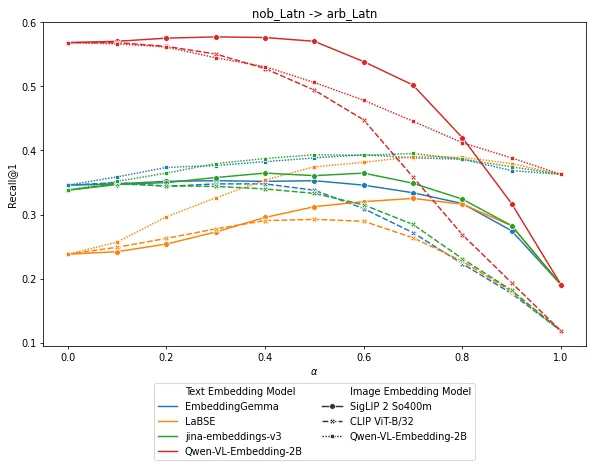 nob_Latn -> arb_Latn
0.6
0.5
0.4
0.3
0.2
0.1
Recall@1
0.0 0.2 0.4 0.6 0.8 1.0
α
Text Embedding Model
EmbeddingGemma
LaBSE
jina-embeddings-v3
Qwen-VL-Embedding-2B
Image Embedding Model
SigLIP 2 So400m
CLIP ViT-B/32
Qwen-VL-Embedding-2B